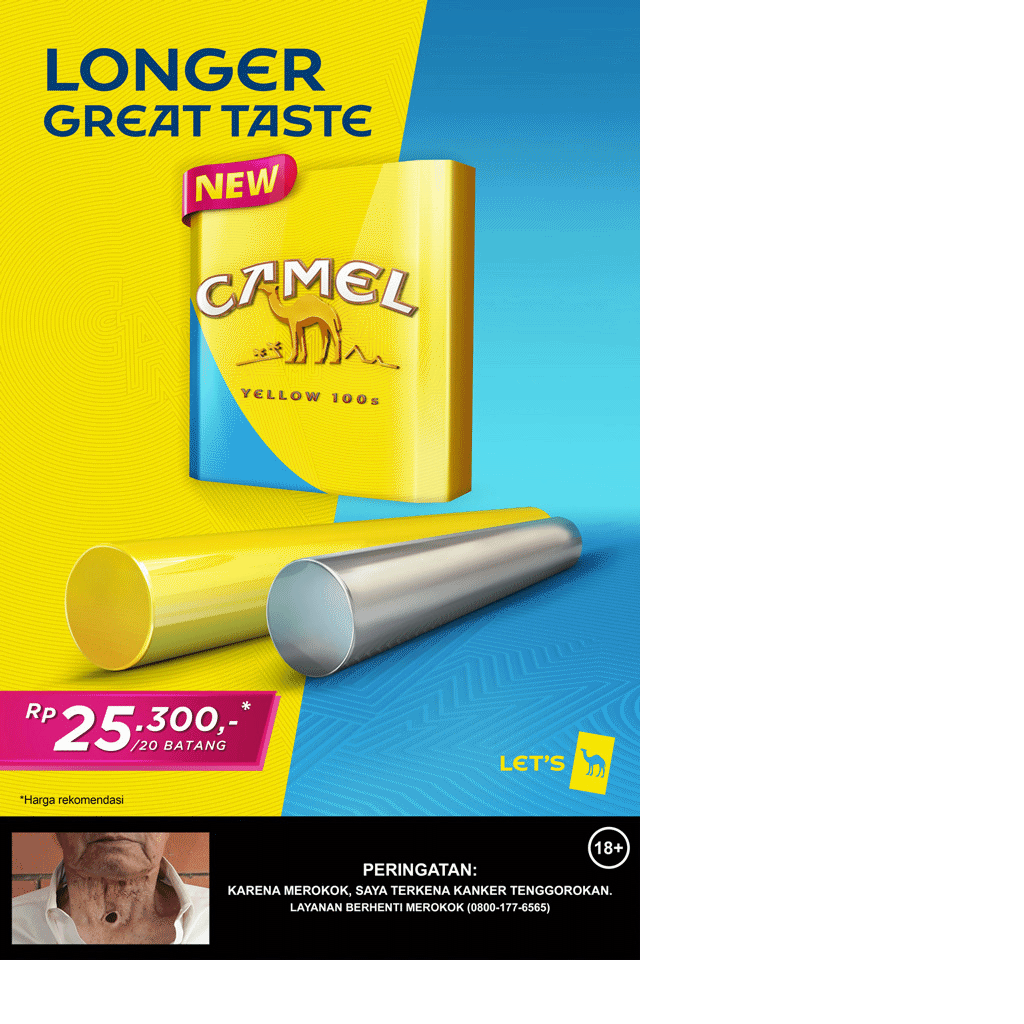 LONGER
GREAT TASTE
NEW
CAMEL
YELLOW 100s
Rp 25.300,-*
/20 BATANG
LET'S
*Harga rekomendasi
18+
PERINGATAN:
KARENA MEROKOK, SAYA TERKENA KANKER TENGGOROKAN.
LAYANAN BERHENTI MEROKOK (0800-177-6565)